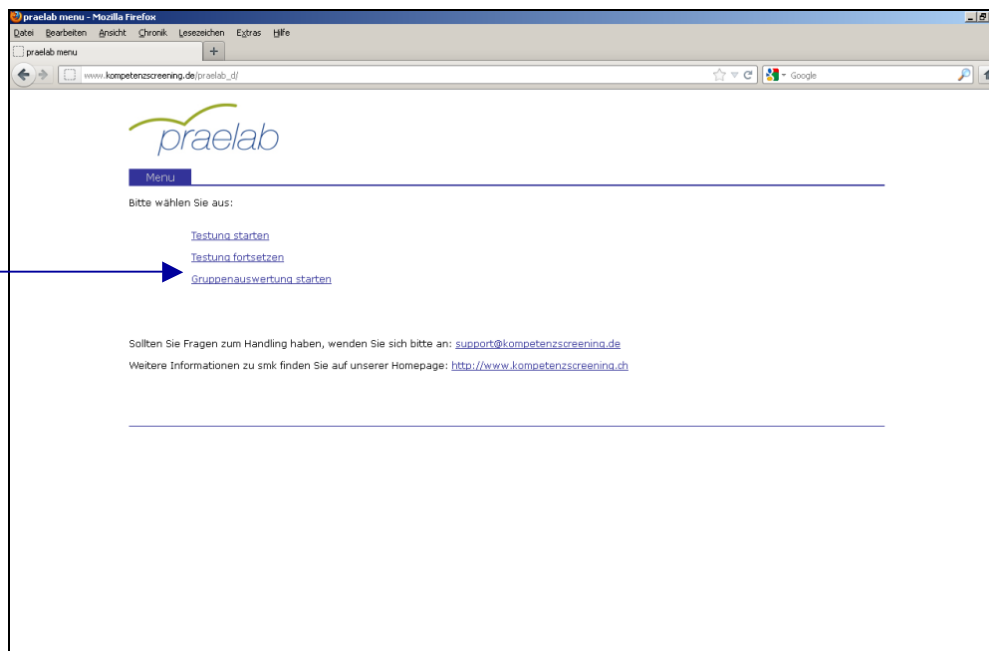 praelab menu - Mozilla Firefox
Datei Bearbeiten Ansicht Chronik Lesezeichen Extras Hilfe
praelab menu +
www.kompetenzscreening.de/praelab_d/ Google
praelab
Menu
Bitte wählen Sie aus:
Testung starten
Testung fortsetzen
Gruppenauswertung starten
Sollten Sie Fragen zum Handling haben, wenden Sie sich bitte an: support@kompetenzscreening.de
Weitere Informationen zu smk finden Sie auf unserer Homepage: http://www.kompetenzscreening.ch